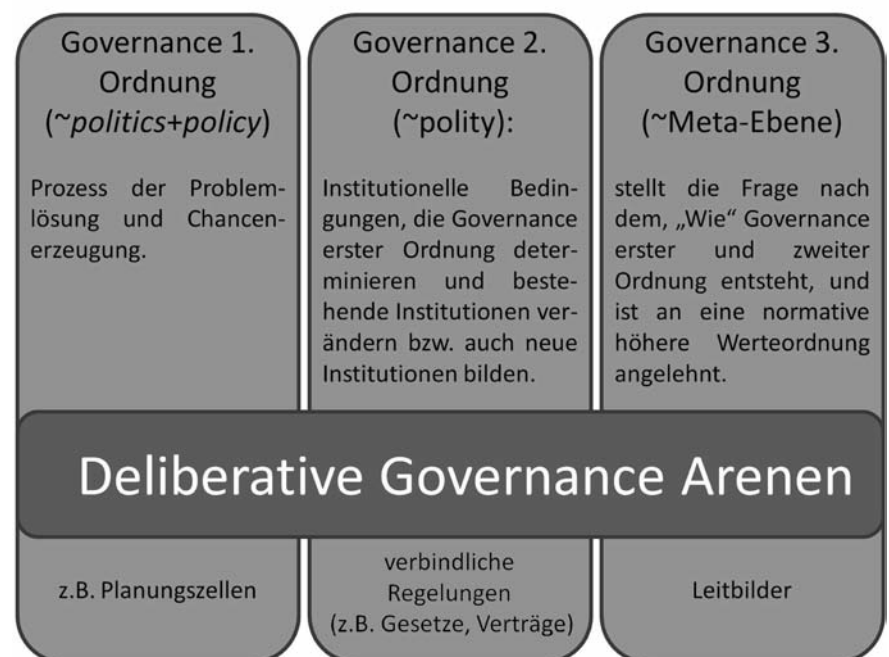 Governance 1.
Ordnung
(~politics+policy)
Prozess der Problem-
lösung und Chancen-
erzeugung.
Governance 2.
Ordnung
(~polity):
Institutionelle Bedin-
gungen, die Governance
erster Ordnung deter-
minieren und beste-
hende Institutionen ver-
ändern bzw. auch neue
Institutionen bilden.
Governance 3.
Ordnung
(~Meta-Ebene)
stellt die Frage nach
dem, „Wie“ Governance
erster und zweiter
Ordnung entsteht, und
ist an eine normative
höhere Werteordnung
angelehnt.
Deliberative Governance Arenen
z.B. Planungszellen
verbindliche
Regelungen
(z.B. Gesetze, Verträge)
Leitbilder